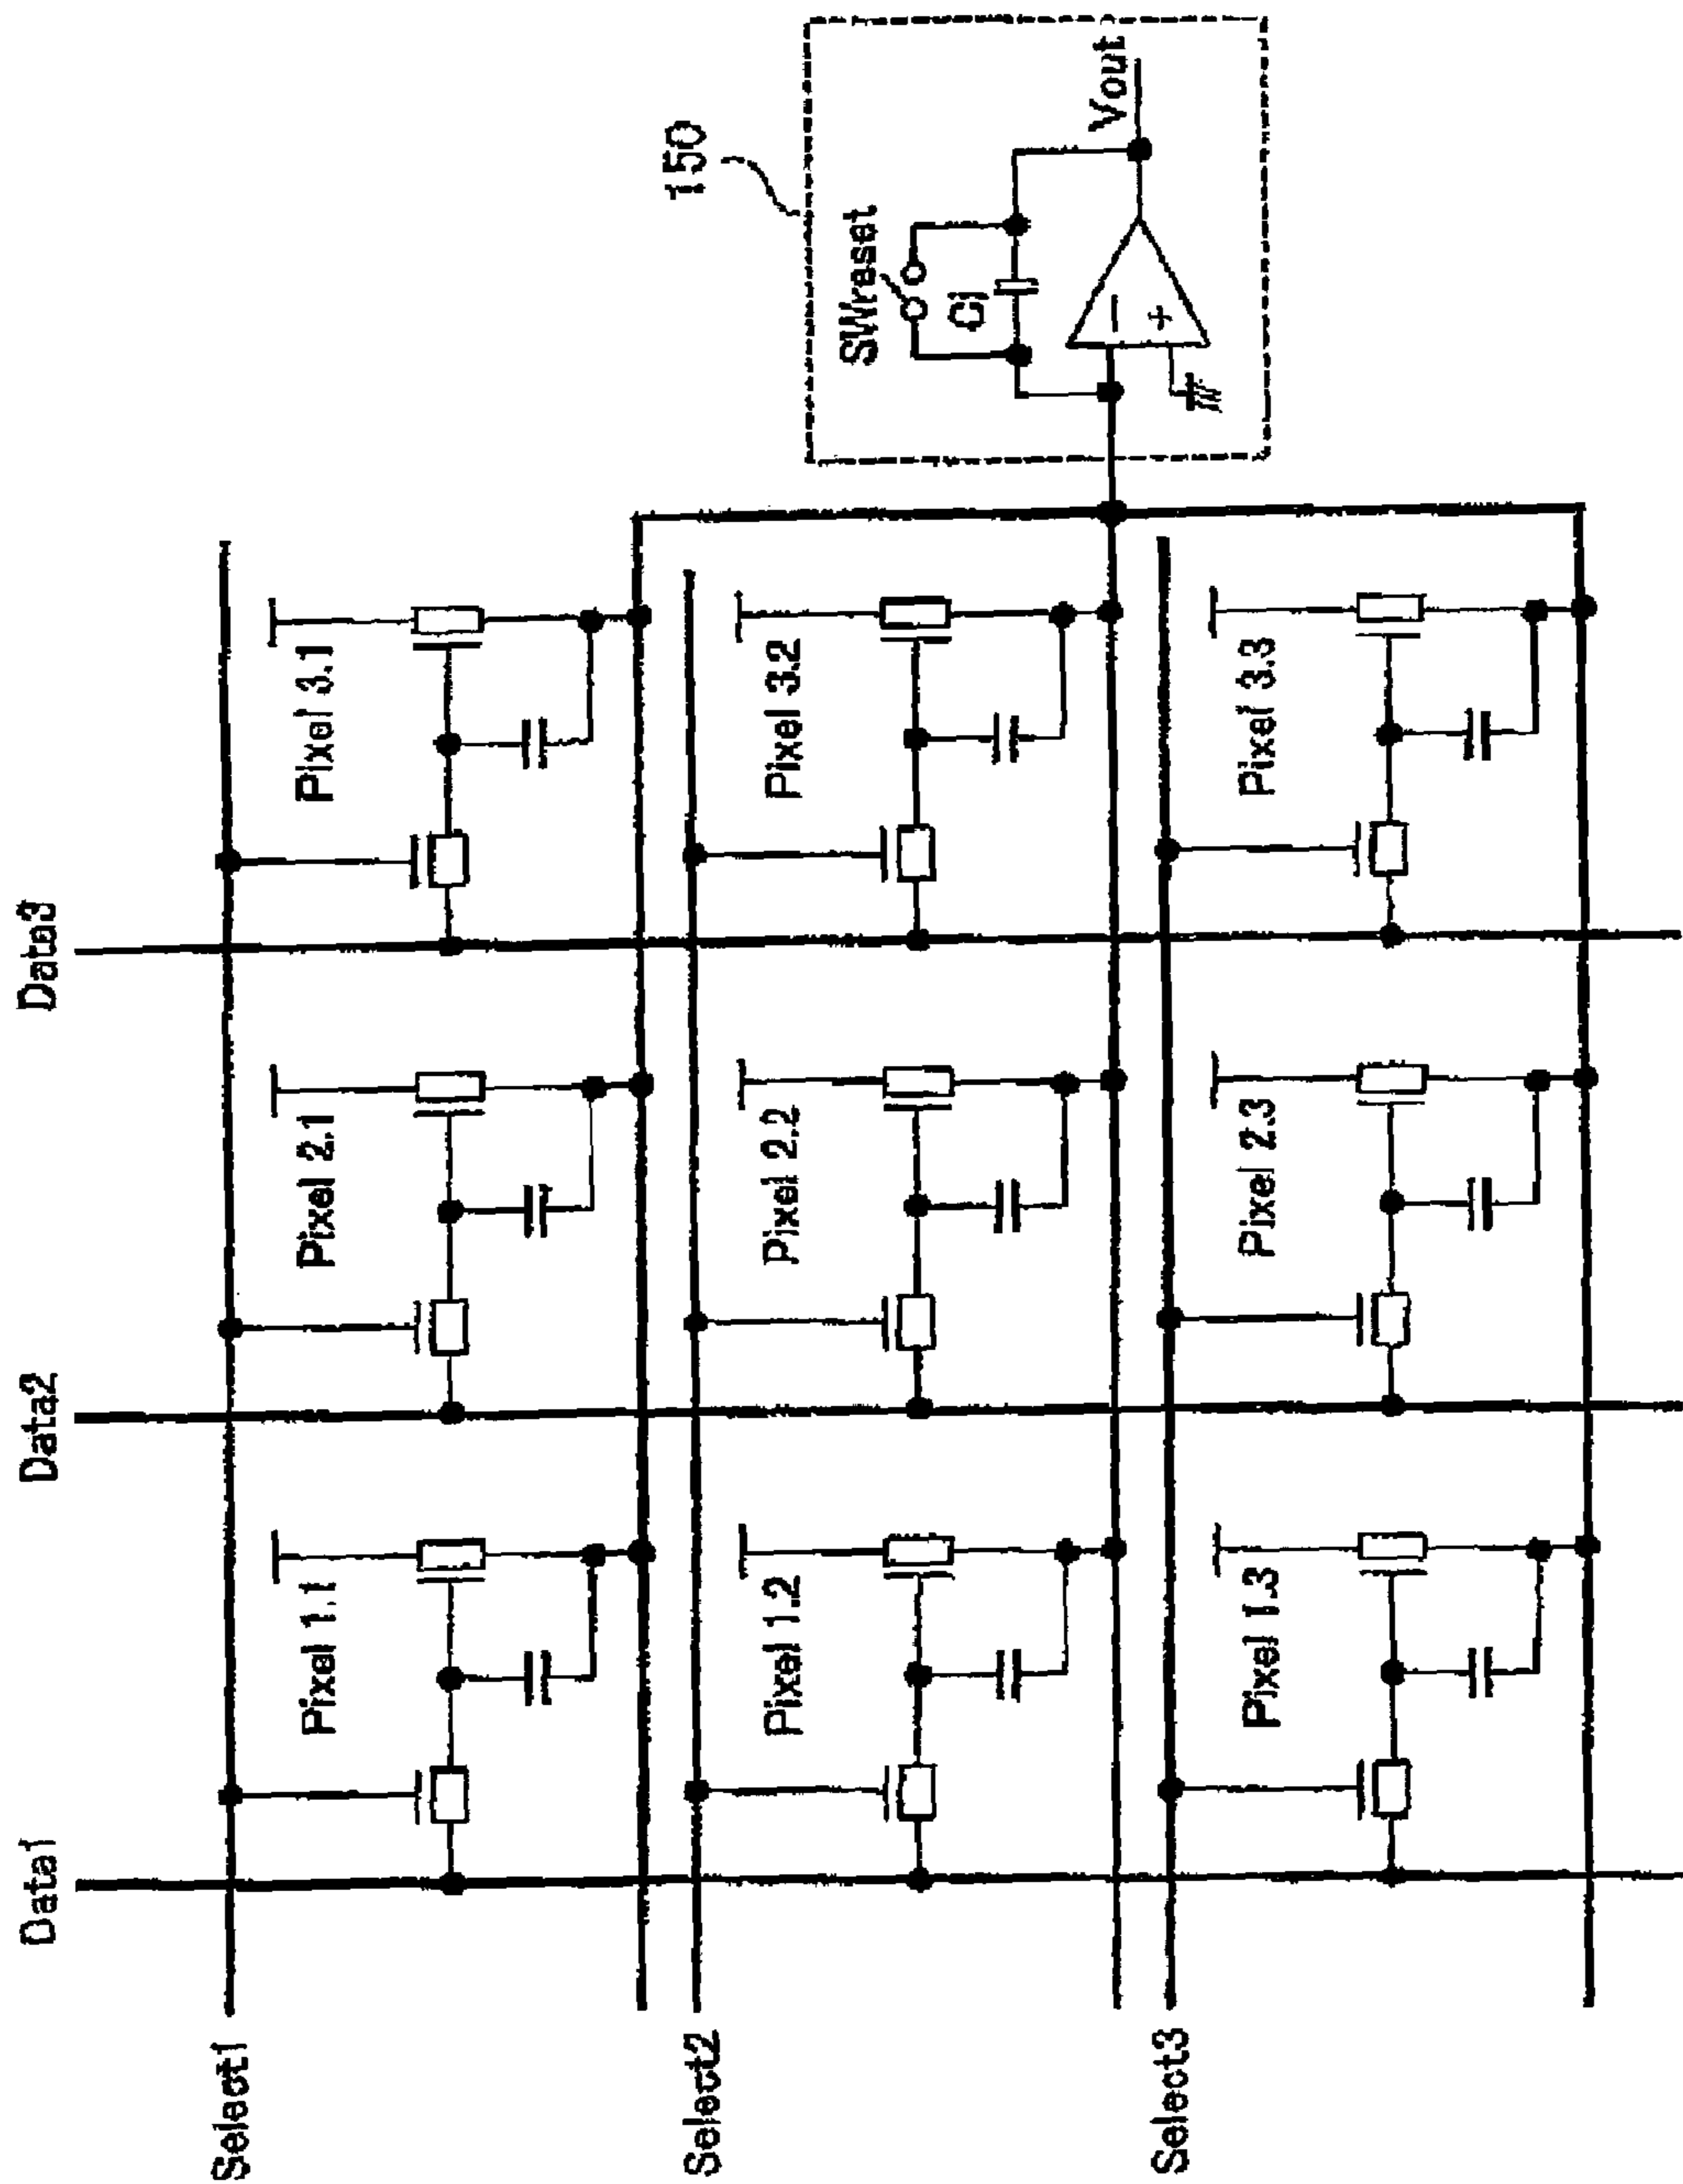 Data1
Data2
Data3
Select1
Select2
Select3
Pixel 1.1
Pixel 2.1
Pixel 3.1
Pixel 1.2
Pixel 2.2
Pixel 3.2
Pixel 1.3
Pixel 2.3
Pixel 3.3
150
SWreset
Ci
−
+
Vout